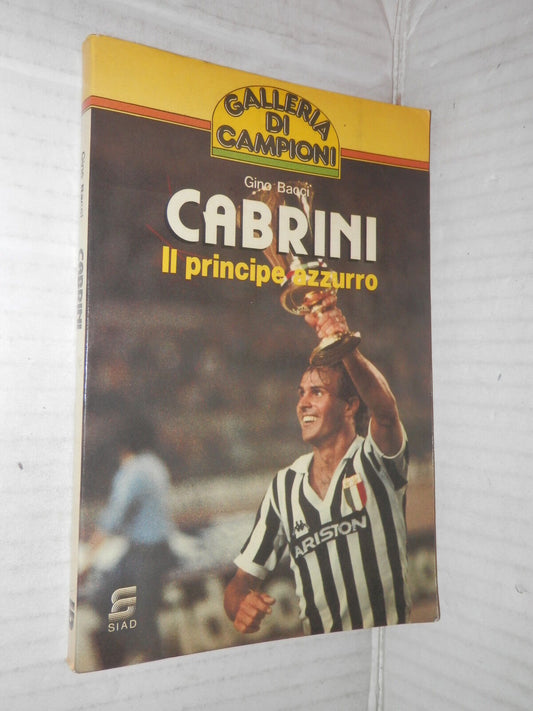 GALLERIA
DI
CAMPIONI
Gino Bacci
CABRINI
Il principe azzurro
ARISTON
SIAD
Gino Bacci
CABRINI